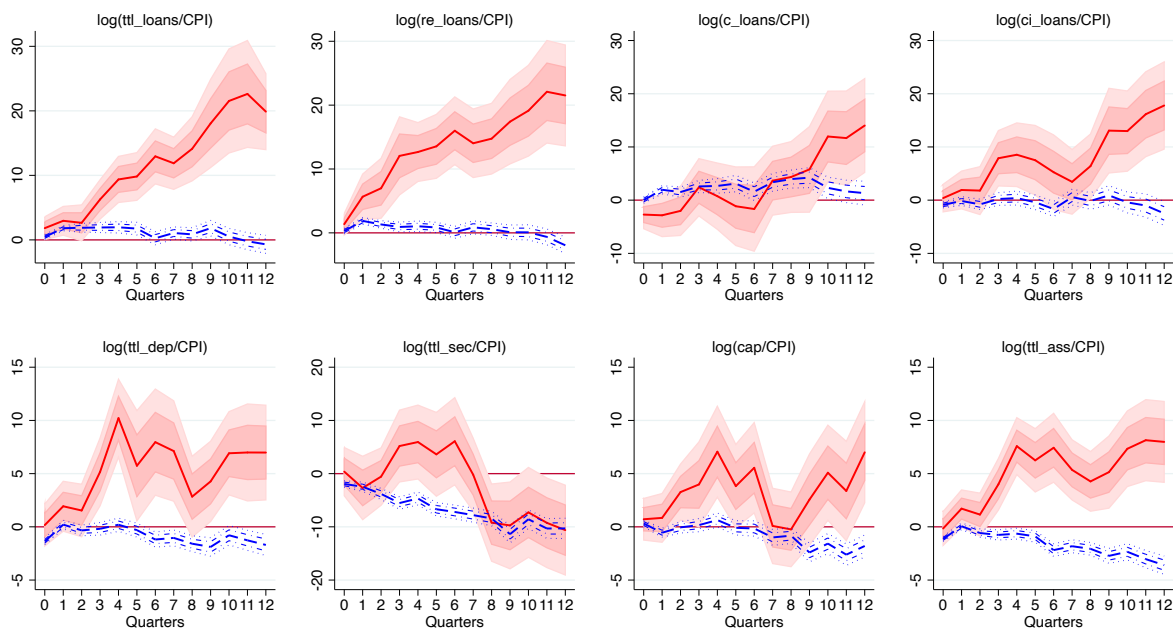 log(ttl_loans/CPI)
30
20
10
0
0 1 2 3 4 5 6 7 8 9 10 11 12
Quarters
log(re_loans/CPI)
30
20
10
0
0 1 2 3 4 5 6 7 8 9 10 11 12
Quarters
log(c_loans/CPI)
30
20
10
0
-10
0 1 2 3 4 5 6 7 8 9 10 11 12
Quarters
log(ci_loans/CPI)
30
20
10
0
-10
0 1 2 3 4 5 6 7 8 9 10 11 12
Quarters
log(ttl_dep/CPI)
15
10
5
0
-5
0 1 2 3 4 5 6 7 8 9 10 11 12
Quarters
log(ttl_sec/CPI)
20
10
0
-10
-20
0 1 2 3 4 5 6 7 8 9 10 11 12
Quarters
log(cap/CPI)
15
10
5
0
-5
0 1 2 3 4 5 6 7 8 9 10 11 12
Quarters
log(ttl_ass/CPI)
15
10
5
0
-5
0 1 2 3 4 5 6 7 8 9 10 11 12
Quarters